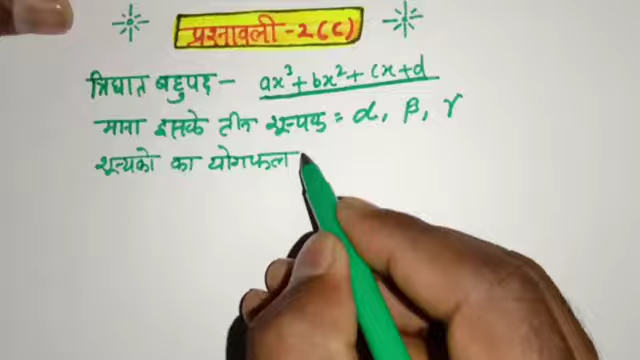 प्रश्नावली-2(C)
त्रिघात बहुपद- ax³+bx²+cx+d
माना इसके तीन शून्यक = α, β, γ
शून्यको का योगफल